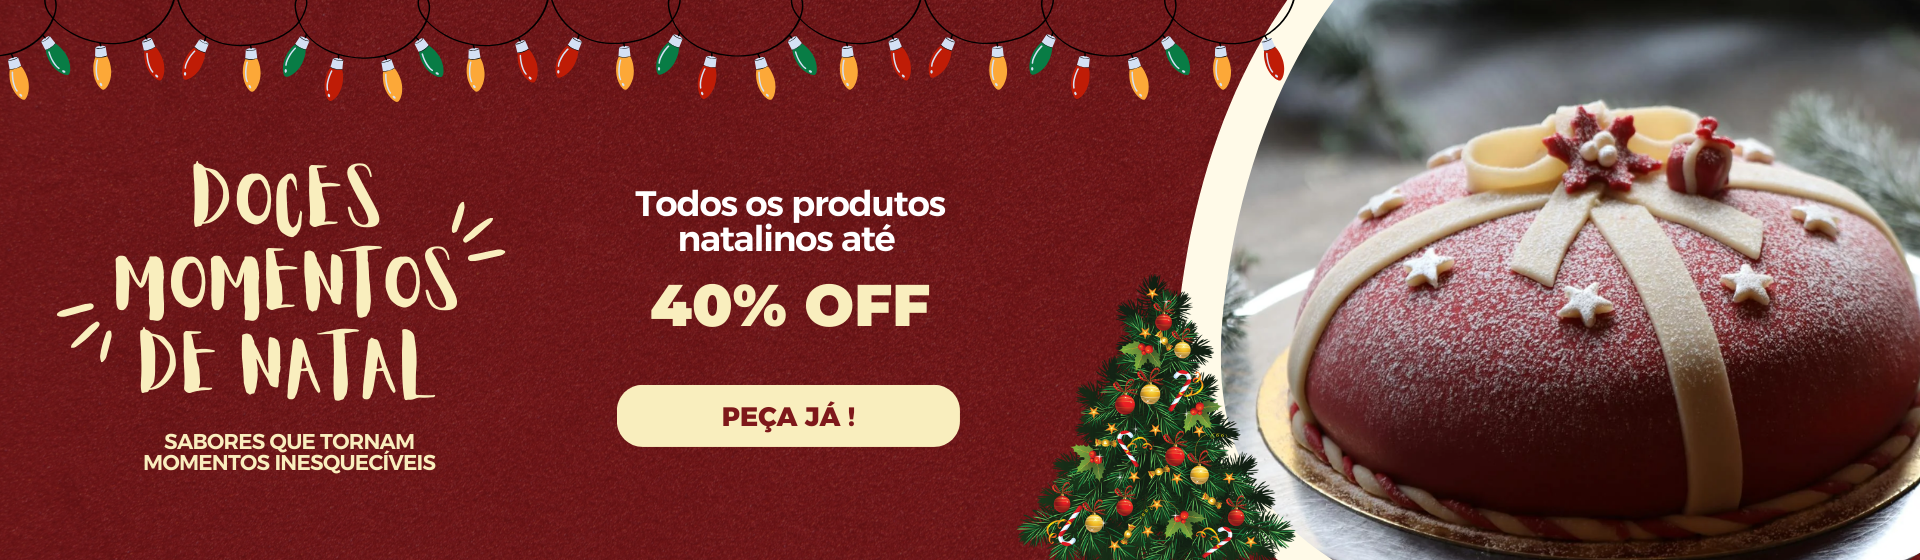 DOCES
MOMENTOS
DE NATAL
SABORES QUE TORNAM
MOMENTOS INESQUECÍVEIS
Todos os produtos
natalinos até
40% OFF
PEÇA JÁ !